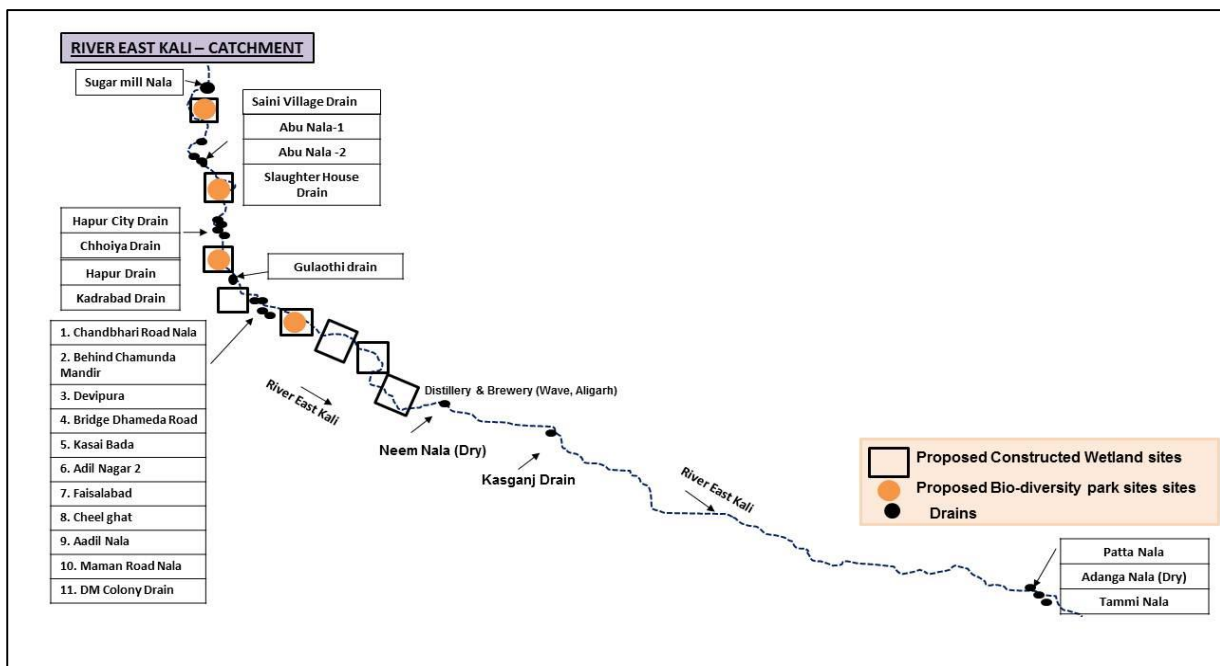 RIVER EAST KALI – CATCHMENT
Sugar mill Nala
Saini Village Drain
Abu Nala-1
Abu Nala -2
Slaughter House
Drain
Hapur City Drain
Chhoiya Drain
Hapur Drain
Kadrabad Drain
Gulaothi drain
1. Chandbhari Road Nala
2. Behind Chamunda
Mandir
3. Devipura
4. Bridge Dhameda Road
5. Kasai Bada
6. Adil Nagar 2
7. Faisalabad
8. Cheel ghat
9. Aadil Nala
10. Maman Road Nala
11. DM Colony Drain
River East Kali
Distillery & Brewery (Wave, Aligarh)
Neem Nala (Dry)
Kasganj Drain
River East Kali
Proposed Constructed Wetland sites
Proposed Bio-diversity park sites sites
Drains
Patta Nala
Adanga Nala (Dry)
Tammi Nala